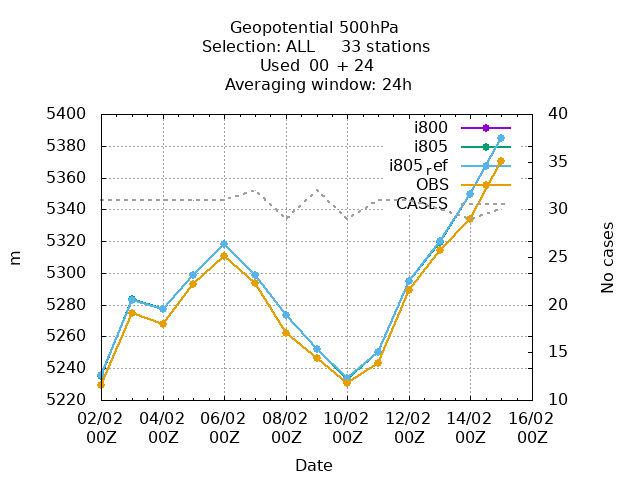 Geopotential 500hPa
Selection: ALL 33 stations
Used 00 + 24
Averaging window: 24h
5400
5380
5360
5340
5320
5300
5280
5260
5240
5220
m
40
35
30
25
20
15
10
No cases
i800
i805
i805ref
OBS
CASES
02/02 04/02 06/02 08/02 10/02 12/02 14/02 16/02
00Z 00Z 00Z 00Z 00Z 00Z 00Z 00Z
Date